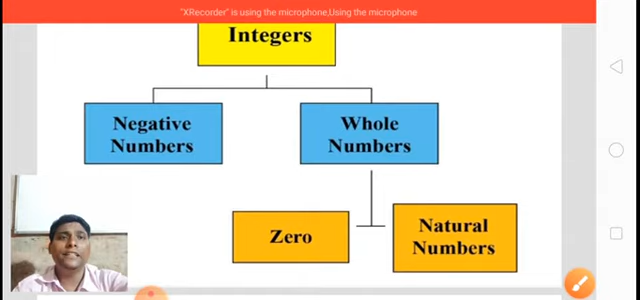 "XRecorder" is using the microphone,Using the microphone
Integers
Negative
Numbers
Whole
Numbers
Zero
Natural
Numbers